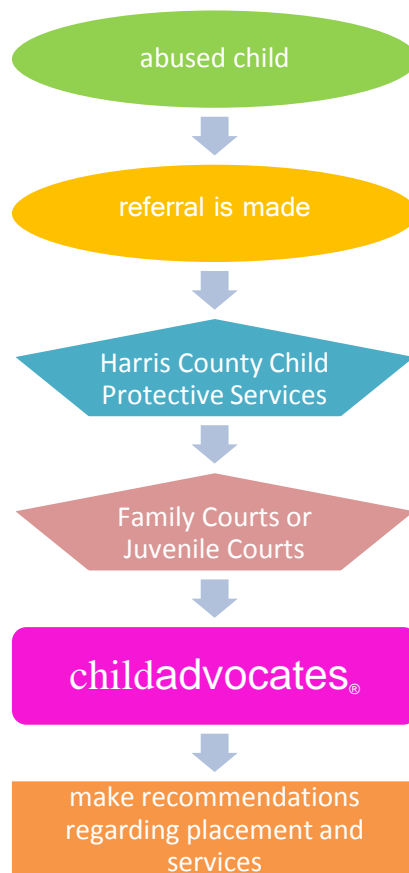 abused child
referral is made
Harris County Child
Protective Services
Family Courts or
Juvenile Courts
childadvocates®
make recommendations
regarding placement and
services